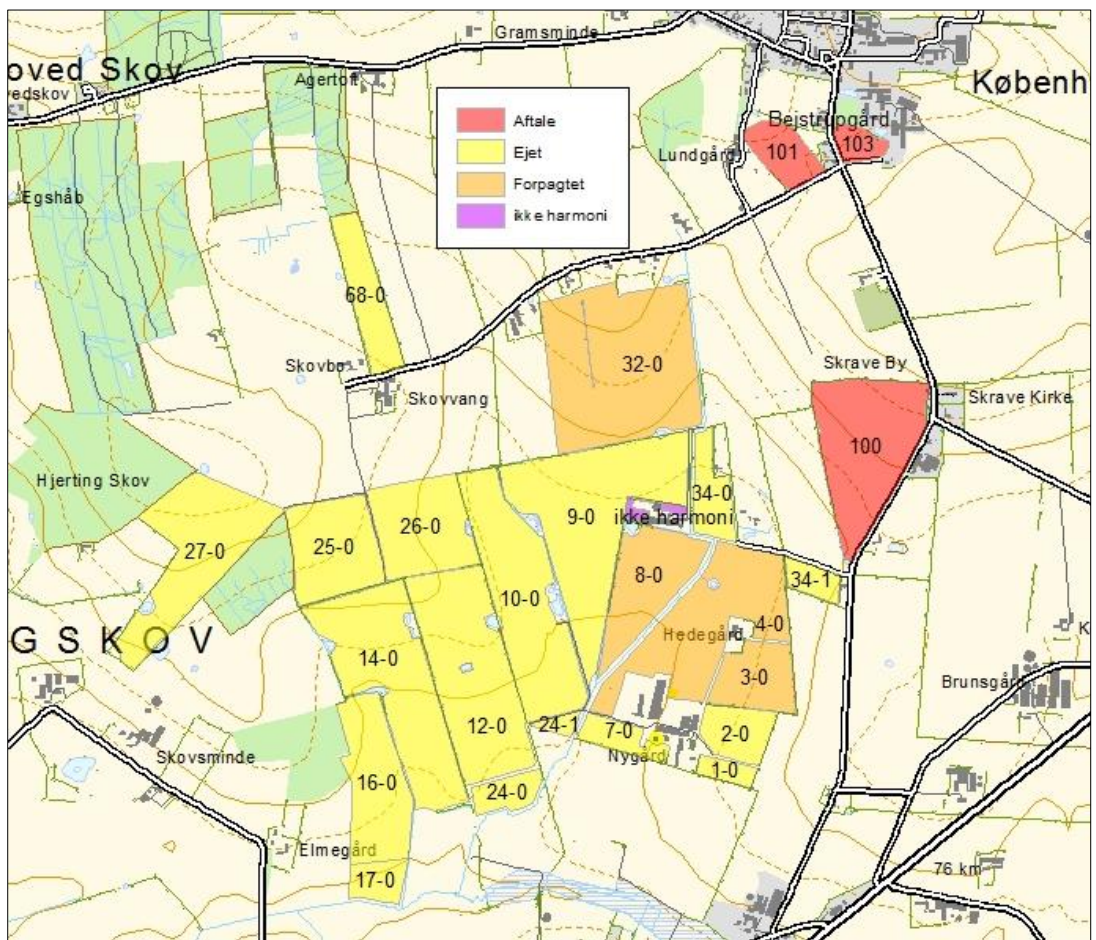 Gramsminde
oved Skov
vedskov
Agertoft
Københ
Aftale
Ejet
Forpagtet
ikke harmoni
Bejstrupgård
101
103
Lundgård
Egshåb
68-0
32-0
Skovbo
Skovvang
Skrave By
Skrave Kirke
100
Hjerting Skov
34-0
9-0
ikke harmoni
26-0
25-0
27-0
8-0
34-1
10-0
4-0
Hedegård
G S K O V
14-0
3-0
Brunsgård
K
12-0
24-1
7-0
2-0
Nygård
1-0
Skovsminde
16-0
24-0
Elmegård
17-0
76 km